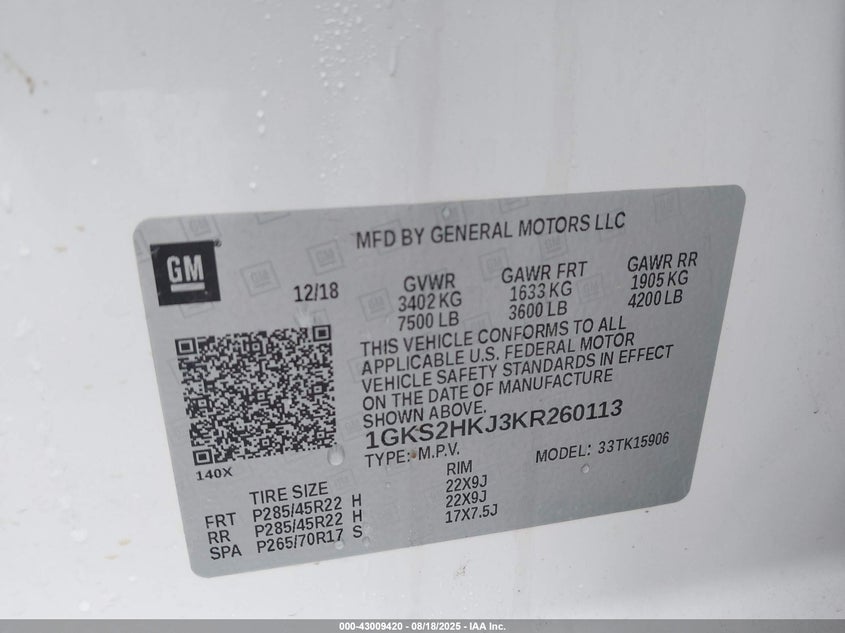 MFD BY GENERAL MOTORS LLC
GM
12/18
GVWR
3402 KG
7500 LB
GAWR FRT
1633 KG
3600 LB
GAWR RR
1905 KG
4200 LB
THIS VEHICLE CONFORMS TO ALL
APPLICABLE U.S. FEDERAL MOTOR
VEHICLE SAFETY STANDARDS IN EFFECT
ON THE DATE OF MANUFACTURE
SHOWN ABOVE.
1GKS2HKJ3KR260113
TYPE: M.P.V.
MODEL: 33TK15906
140X
TIRE SIZE RIM
FRT P285/45R22 H 22X9J
RR P285/45R22 H 22X9J
SPA P265/70R17 S 17X7.5J
000-43009420 - 08/18/2025 - IAA Inc.